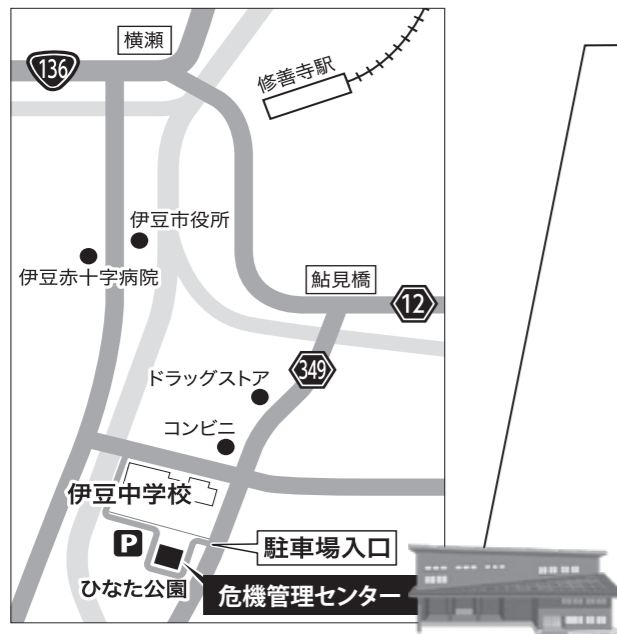 横瀬
136
修善寺駅
伊豆市役所
伊豆赤十字病院
鮎見橋
12
349
ドラッグストア
コンビニ
伊豆中学校
P
駐車場入口
ひなた公園
危機管理センター